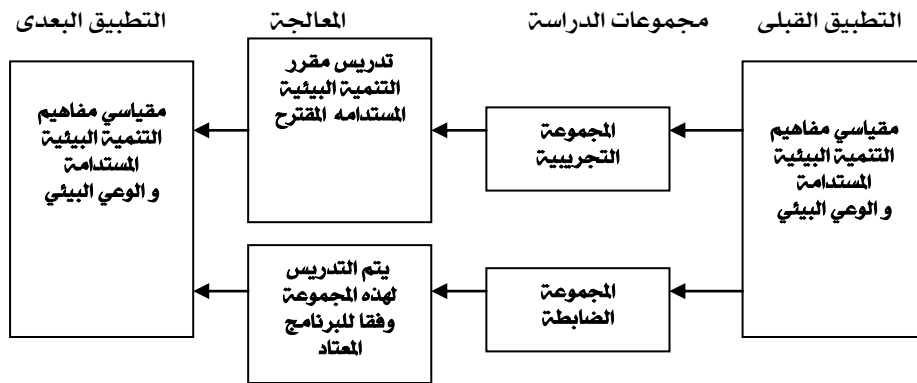 التطبيق القبلى
مجموعات الدراسة
المعالجة
التطبيق البعدى
مقياسي مفاهيم
التنمية البيئية
المستدامة
و الوعي البيئي
المجموعة
التجريبية
تدريس مقرر
التنمية البيئية
المستدامه المقترح
مقياسي مفاهيم
التنمية البيئية
المستدامة
و الوعي البيئي
المجموعة
الضابطة
يتم التدريس
لهذه المجموعة
وفقا للبرنامج
المعتاد